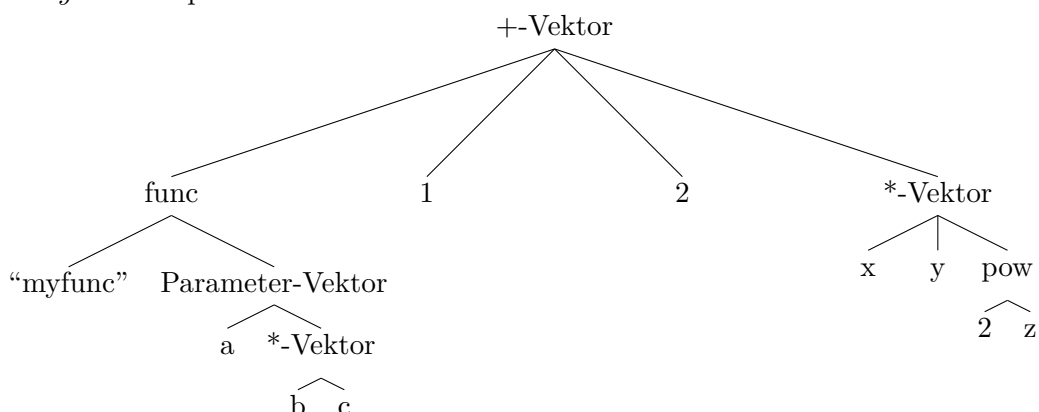 +-Vektor
func 1 2 *-Vektor
“myfunc” Parameter-Vektor x y pow
a *-Vektor 2 z
b c